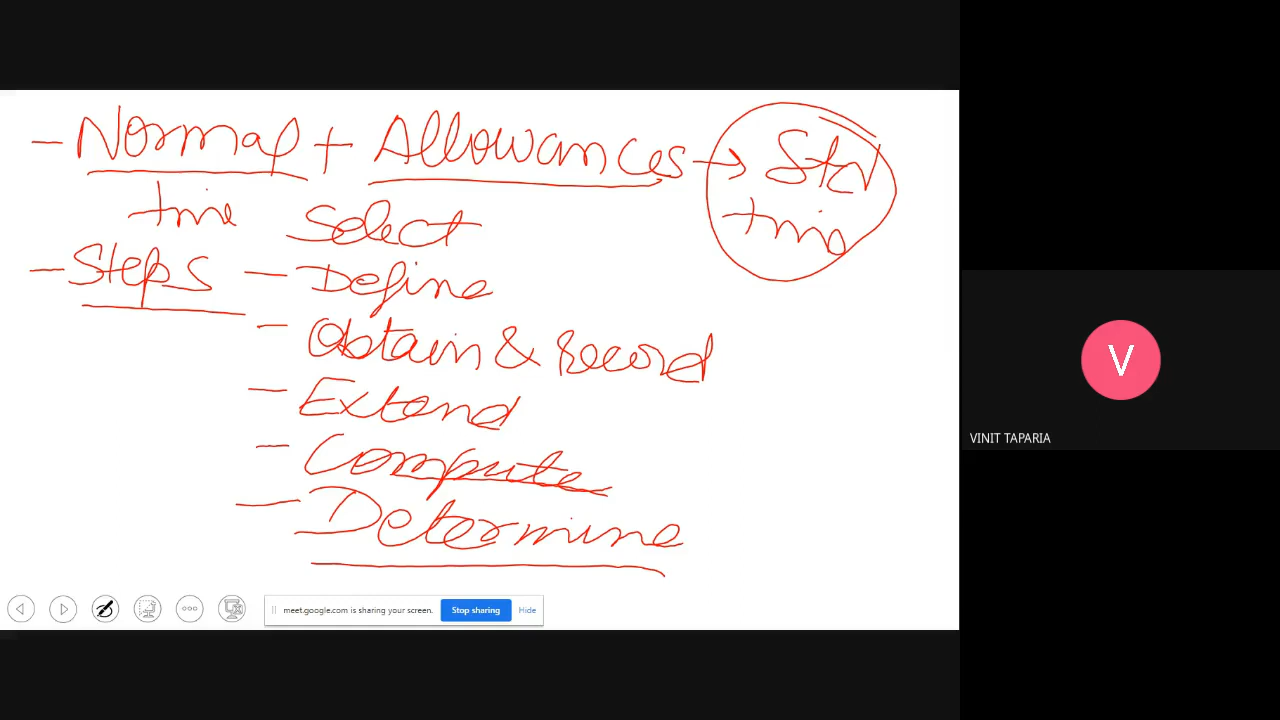 - Normal + Allowances → Std
time time
Select
- Steps - Define
- Obtain & Record
- Extend
- Compute
- Determine
meet.google.com is sharing your screen. Stop sharing Hide
V
VINIT TAPARIA